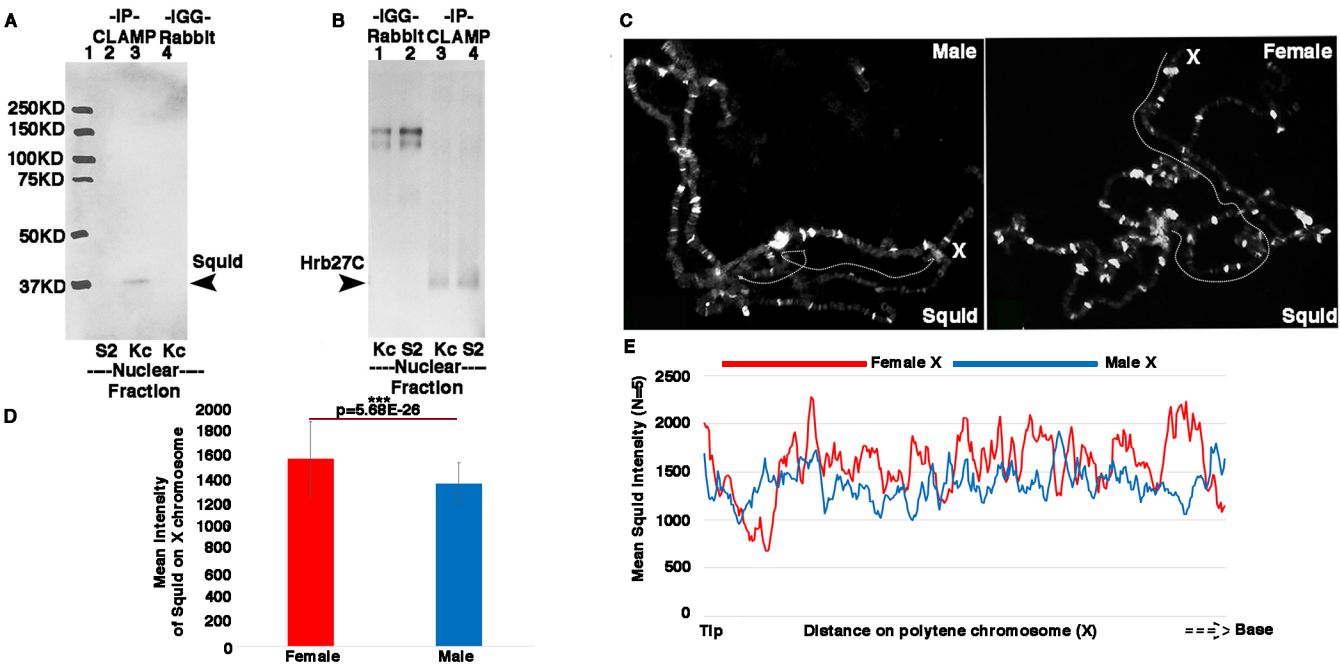 A
-IP-
CLAMP
-IGG-
Rabbit
1 2 3 4
250KD
150KD
100KD
75KD
50KD
37KD
Squid
S2 Kc Kc
----Nuclear----
Fraction
B
-IGG-
Rabbit
-IP-
CLAMP
1 2 3 4
Hrb27C
Kc S2 Kc S2
----Nuclear----
Fraction
C
Male
X
Squid
Female
X
Squid
D
Mean Intensity
of Squid on X chromosome
2000
1800
1600
1400
1200
1000
800
600
400
200
0
***
p=5.68E-26
Female
Male
E
Female X
Male X
Mean Squid Intensity (N=5)
2500
2000
1500
1000
500
0
Tip
Distance on polytene chromosome (X)
Base